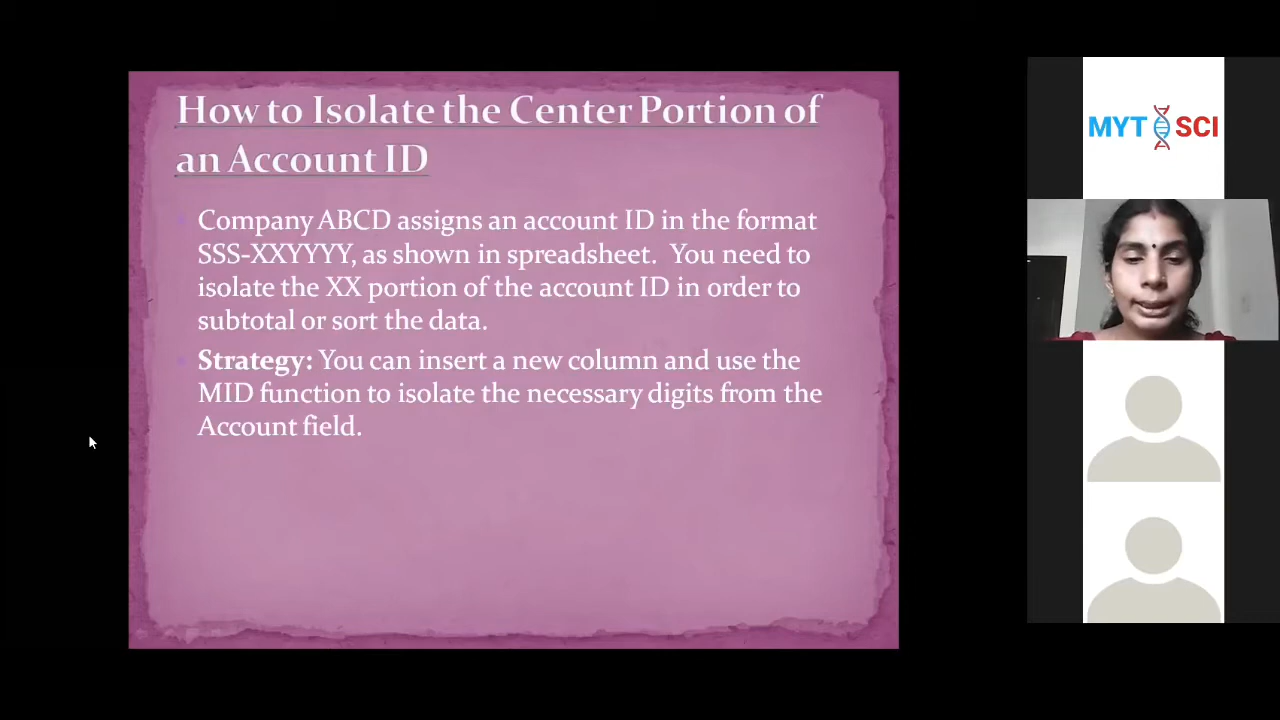 How to Isolate the Center Portion of
an Account ID
Company ABCD assigns an account ID in the format
SSS-XXYYYY, as shown in spreadsheet. You need to
isolate the XX portion of the account ID in order to
subtotal or sort the data.
Strategy: You can insert a new column and use the
MID function to isolate the necessary digits from the
Account field.
MYT SCI